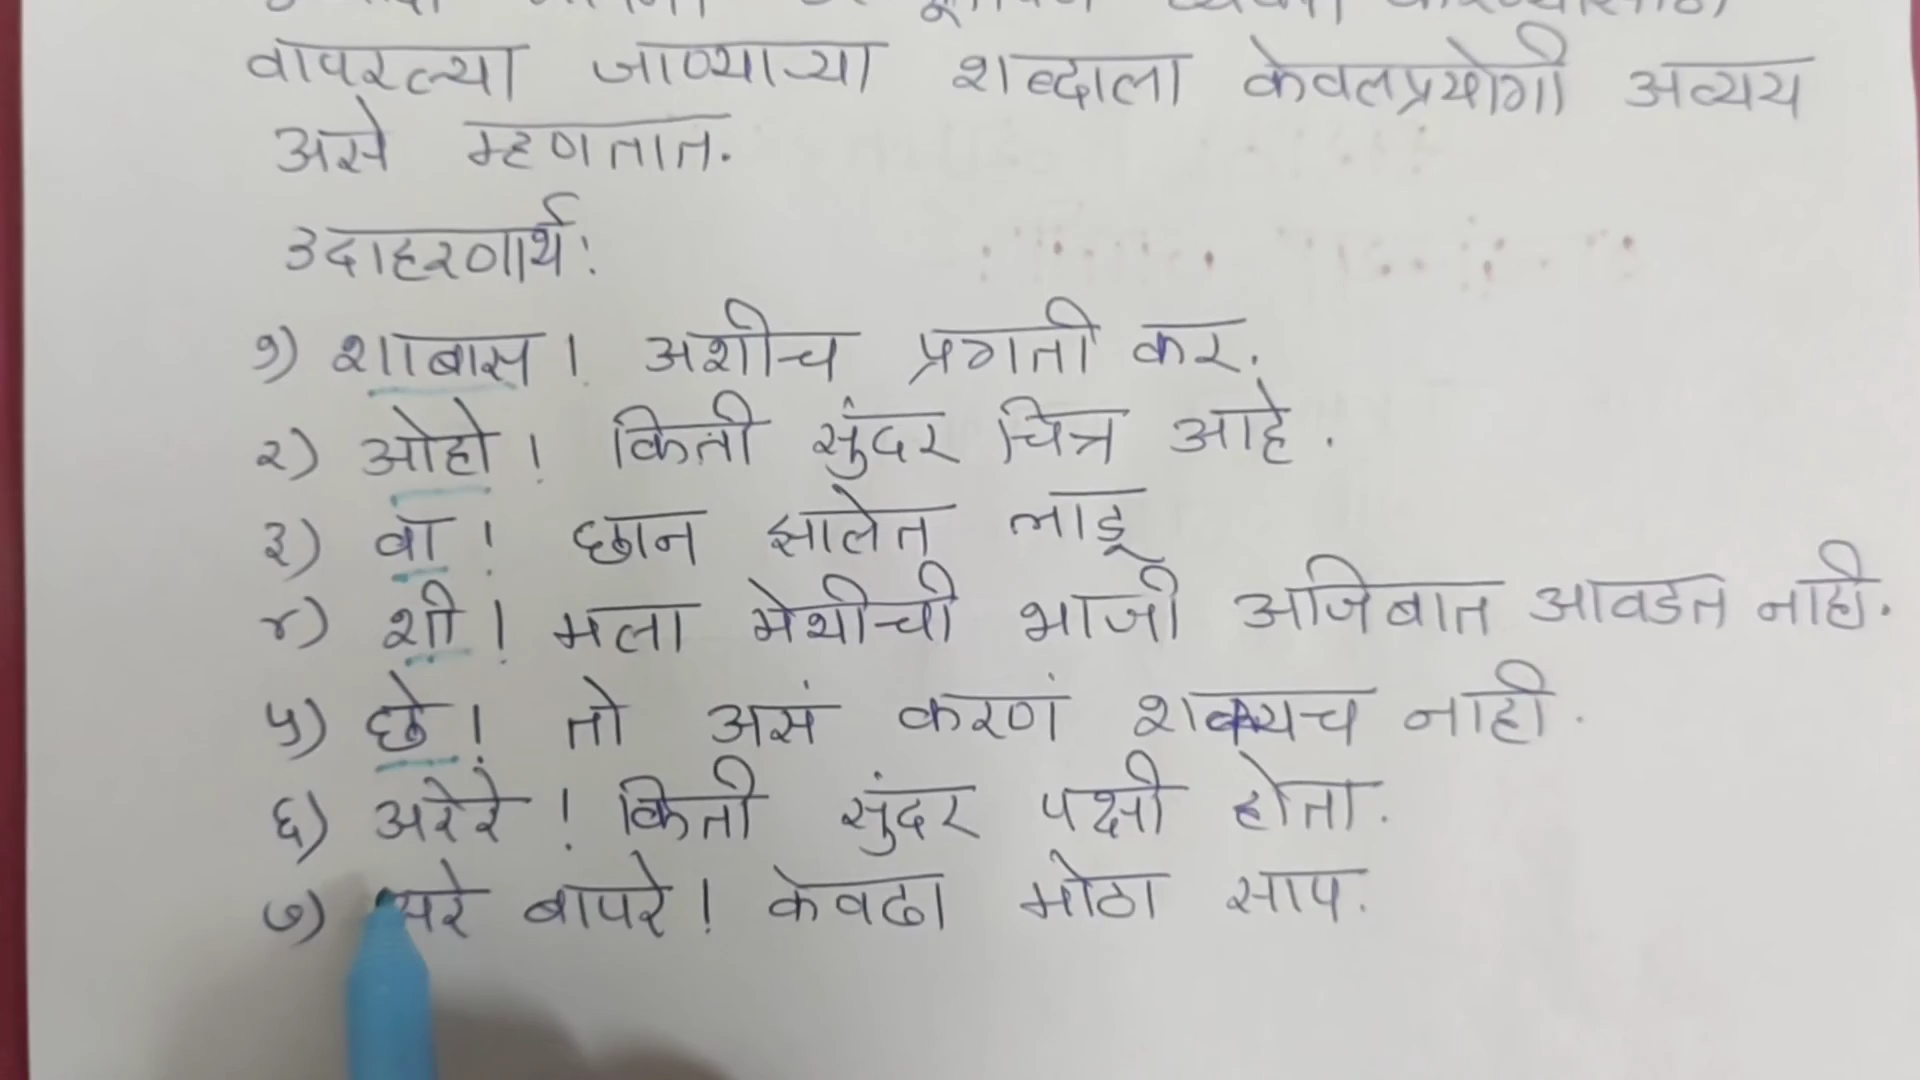 वापरल्या जाणाऱ्या शब्दाला केवलप्रयोगी अव्यय
असे म्हणतात.
उदाहरणार्थ:
१) शाबास! अशीच प्रगती कर.
२) ओहो! किती सुंदर चित्र आहे.
३) वा! छान झालेत लाडू
४) शी! मला मेथीची भाजी अजिबात आवडत नाही.
५) छे! तो असं करणं शक्यच नाही.
६) अरेरे! किती सुंदर पक्षी होता.
७) अरे बापरे! केवढा मोठा साप.